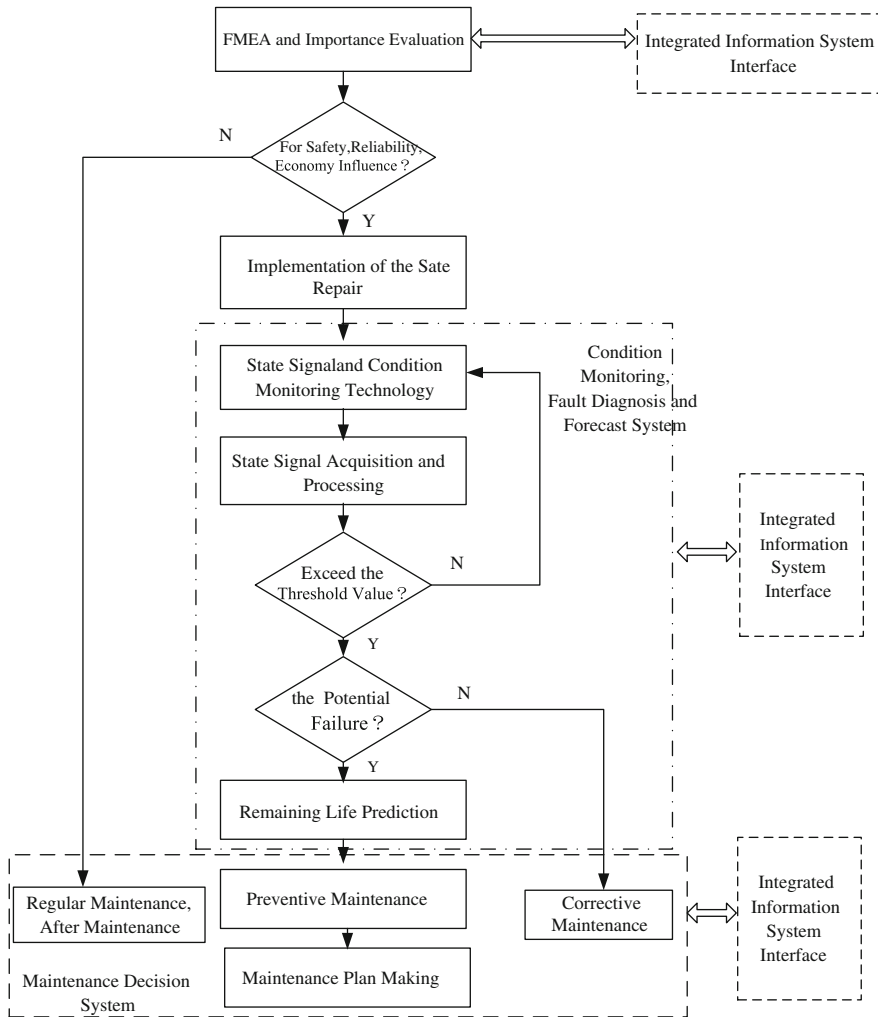 FMEA and Importance Evaluation
Integrated Information System
Interface
N
For Safety,Reliability,
Economy Influence？
Y
Implementation of the Sate
Repair
State Signaland Condition
Monitoring Technology
Condition
Monitoring,
Fault Diagnosis and
Forecast System
State Signal Acquisition and
Processing
Integrated
Information
System
Interface
Exceed the
Threshold Value？
N
Y
the Potential
Failure？
N
Y
Remaining Life Prediction
Regular Maintenance,
After Maintenance
Preventive Maintenance
Corrective
Maintenance
Integrated
Information
System
Interface
Maintenance Plan Making
Maintenance Decision
System